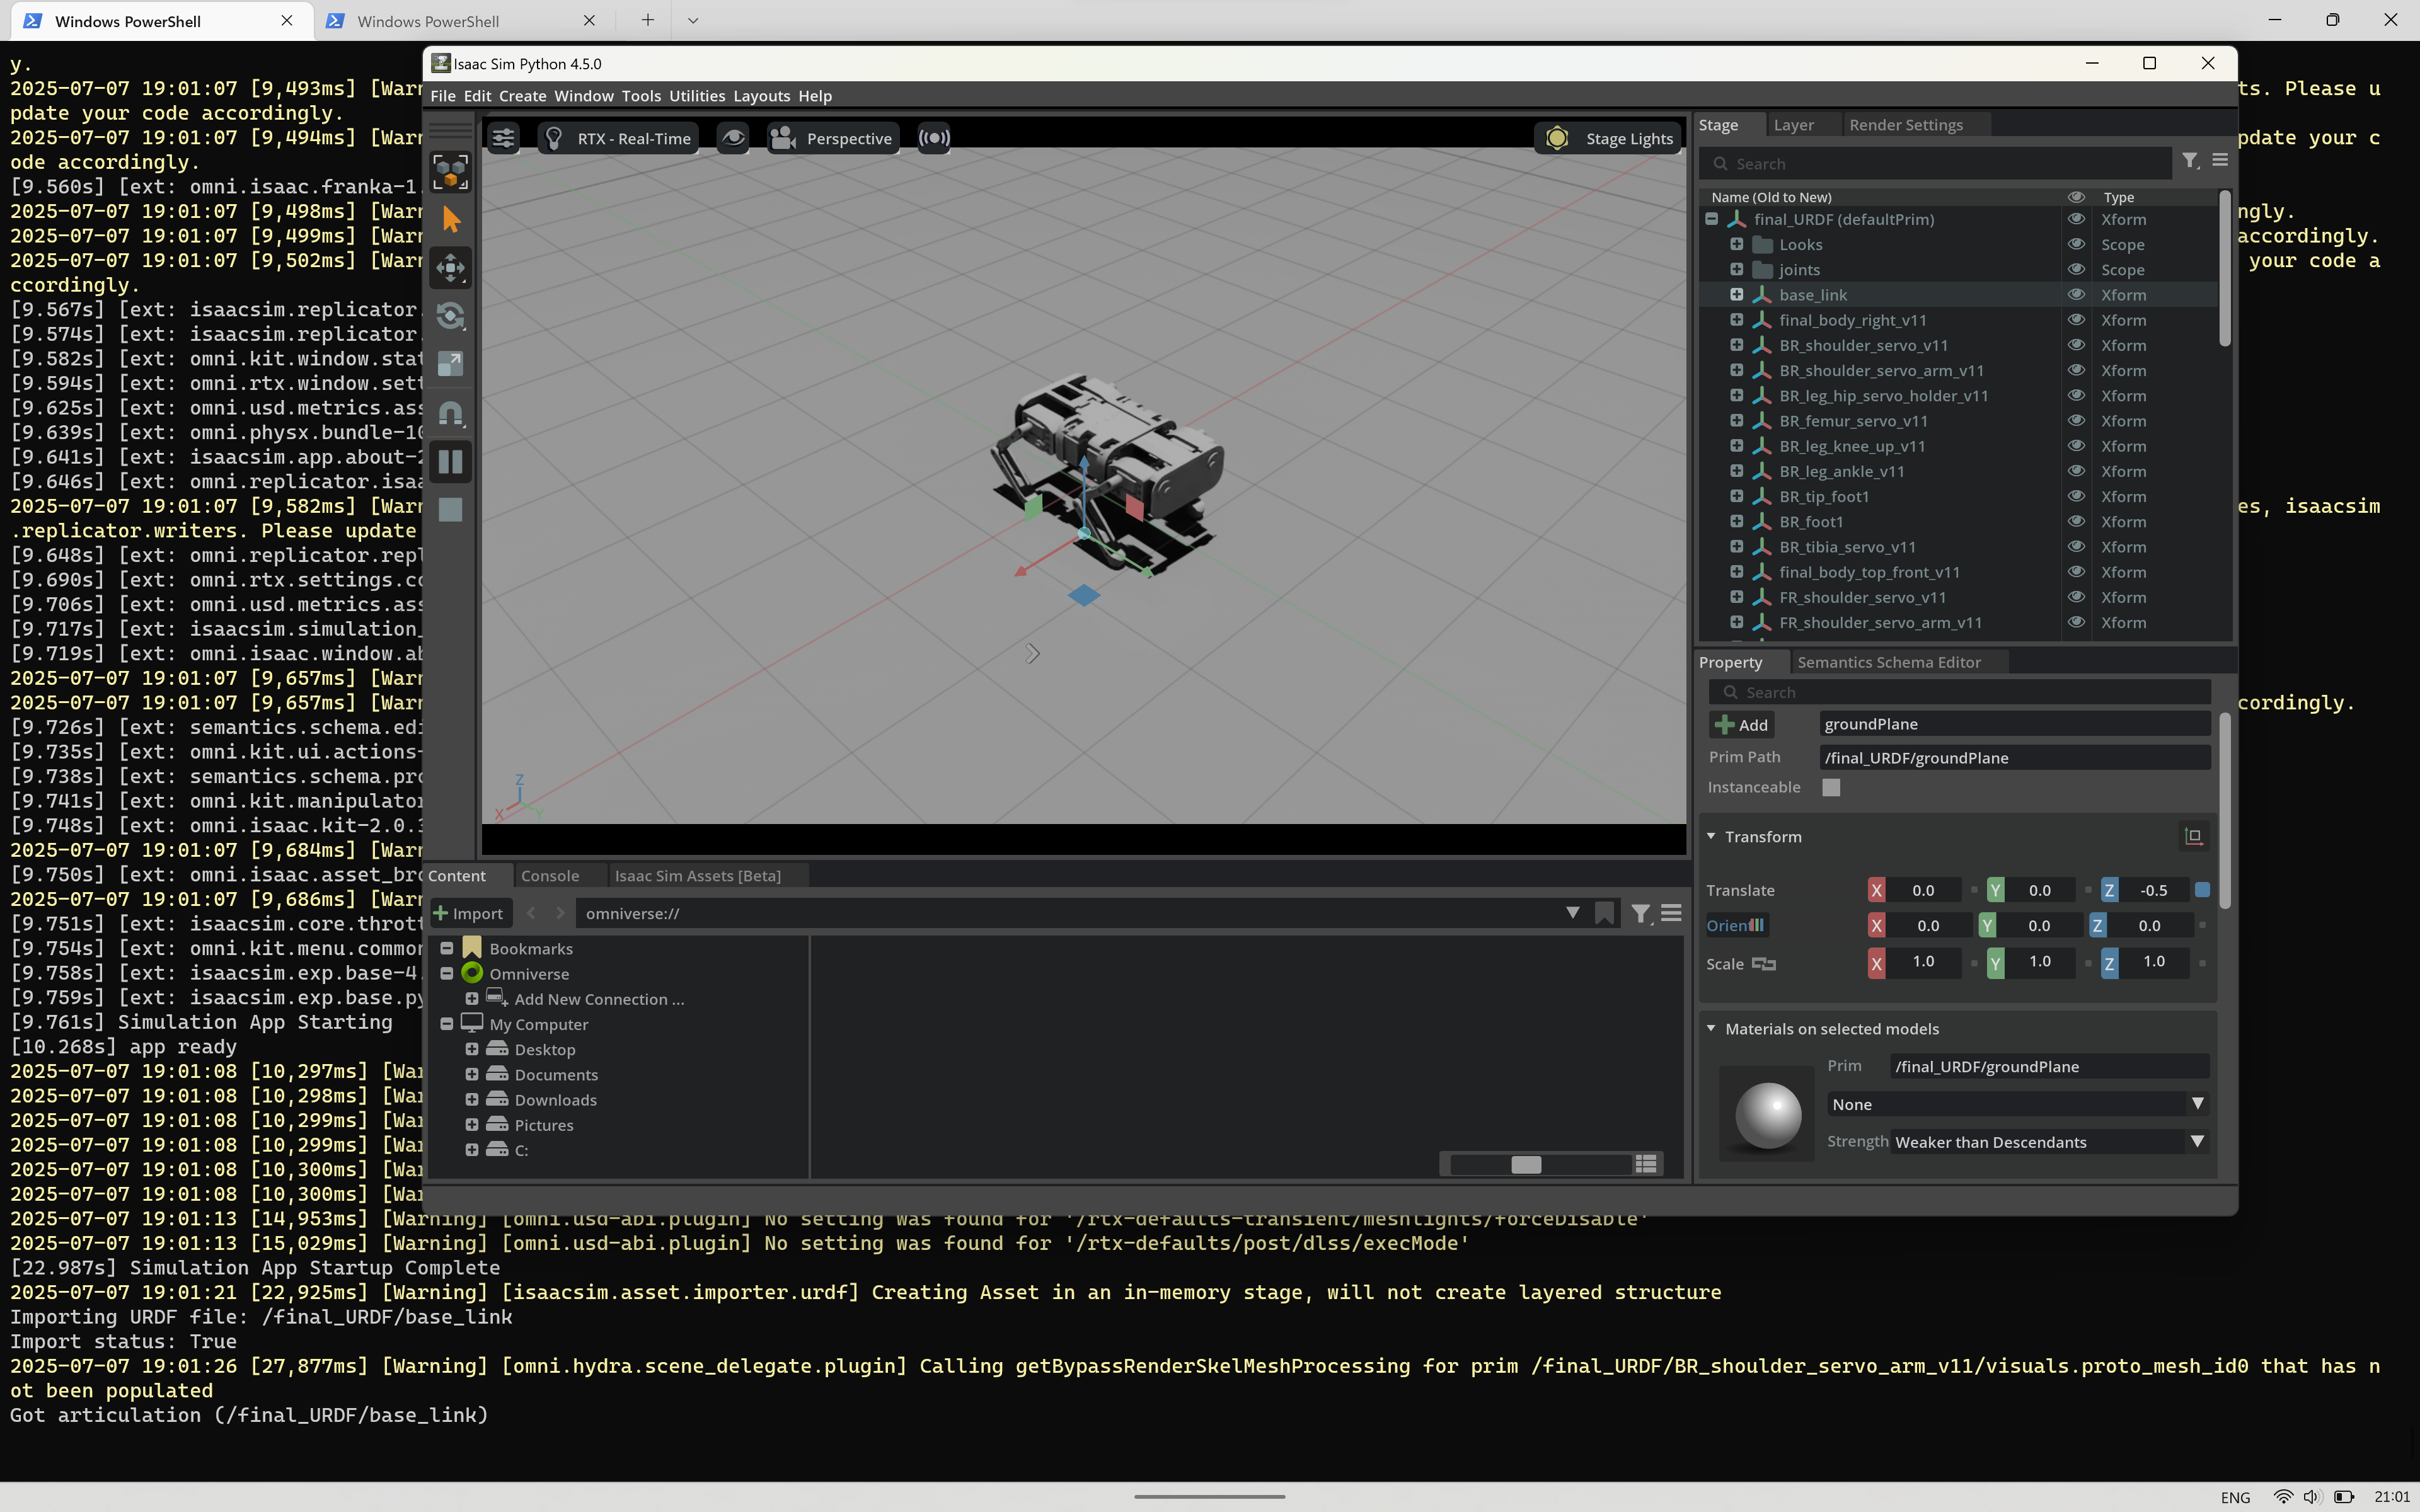 Windows PowerShell
Windows PowerShell
y.
2025-07-07 19:01:07 [9,493ms] [Warn
ts. Please u
pdate your code accordingly.
2025-07-07 19:01:07 [9,494ms] [Warn
pdate your c
ode accordingly.
[9.560s] [ext: omni.isaac.franka-1.
2025-07-07 19:01:07 [9,498ms] [Warn
ngly.
2025-07-07 19:01:07 [9,499ms] [Warn
accordingly.
2025-07-07 19:01:07 [9,502ms] [Warn
your code a
ccordingly.
[9.567s] [ext: isaacsim.replicator.
[9.574s] [ext: isaacsim.replicator.
[9.582s] [ext: omni.kit.window.stat
[9.594s] [ext: omni.rtx.window.sett
[9.625s] [ext: omni.usd.metrics.ass
[9.639s] [ext: omni.physx.bundle-10
[9.641s] [ext: isaacsim.app.about-2
[9.646s] [ext: omni.replicator.isaa
2025-07-07 19:01:07 [9,582ms] [Warn
es, isaacsim
.replicator.writers. Please update
[9.648s] [ext: omni.replicator.repl
[9.690s] [ext: omni.rtx.settings.co
[9.706s] [ext: omni.usd.metrics.ass
[9.717s] [ext: isaacsim.simulation_
[9.719s] [ext: omni.isaac.window.ab
2025-07-07 19:01:07 [9,657ms] [Warn
2025-07-07 19:01:07 [9,657ms] [Warn
cordingly.
[9.726s] [ext: semantics.schema.edi
[9.735s] [ext: omni.kit.ui.actions-
[9.738s] [ext: semantics.schema.pro
[9.741s] [ext: omni.kit.manipulator
[9.748s] [ext: omni.isaac.kit-2.0.3
2025-07-07 19:01:07 [9,684ms] [Warn
[9.750s] [ext: omni.isaac.asset_bro
2025-07-07 19:01:07 [9,686ms] [Warn
[9.751s] [ext: isaacsim.core.thrott
[9.754s] [ext: omni.kit.menu.common
[9.758s] [ext: isaacsim.exp.base-4.
[9.759s] [ext: isaacsim.exp.base.py
[9.761s] Simulation App Starting
[10.268s] app ready
2025-07-07 19:01:08 [10,297ms] [War
2025-07-07 19:01:08 [10,298ms] [War
2025-07-07 19:01:08 [10,299ms] [War
2025-07-07 19:01:08 [10,299ms] [War
2025-07-07 19:01:08 [10,300ms] [War
2025-07-07 19:01:08 [10,300ms] [War
2025-07-07 19:01:13 [14,953ms] [Warning] [omni.usd-abi.plugin] No setting was found for '/rtx-defaults-transient/meshlights/forceDisable'
2025-07-07 19:01:13 [15,029ms] [Warning] [omni.usd-abi.plugin] No setting was found for '/rtx-defaults/post/dlss/execMode'
[22.987s] Simulation App Startup Complete
2025-07-07 19:01:21 [22,925ms] [Warning] [isaacsim.asset.importer.urdf] Creating Asset in an in-memory stage, will not create layered structure
Importing URDF file: /final_URDF/base_link
Import status: True
2025-07-07 19:01:26 [27,877ms] [Warning] [omni.hydra.scene_delegate.plugin] Calling getBypassRenderSkelMeshProcessing for prim /final_URDF/BR_shoulder_servo_arm_v11/visuals.proto_mesh_id0 that has n
ot been populated
Got articulation (/final_URDF/base_link)
Isaac Sim Python 4.5.0
File Edit Create Window Tools Utilities Layouts Help
RTX - Real-Time
Perspective
Stage Lights
Z
X
Y
Stage
Layer
Render Settings
Search
Name (Old to New)
Type
final_URDF (defaultPrim) Xform
Looks Scope
joints Scope
base_link Xform
final_body_right_v11 Xform
BR_shoulder_servo_v11 Xform
BR_shoulder_servo_arm_v11 Xform
BR_leg_hip_servo_holder_v11 Xform
BR_femur_servo_v11 Xform
BR_leg_knee_up_v11 Xform
BR_leg_ankle_v11 Xform
BR_tip_foot1 Xform
BR_foot1 Xform
BR_tibia_servo_v11 Xform
final_body_top_front_v11 Xform
FR_shoulder_servo_v11 Xform
FR_shoulder_servo_arm_v11 Xform
Property
Semantics Schema Editor
Search
Add groundPlane
Prim Path /final_URDF/groundPlane
Instanceable
Transform
Translate X 0.0 Y 0.0 Z -0.5
Orient X 0.0 Y 0.0 Z 0.0
Scale X 1.0 Y 1.0 Z 1.0
Materials on selected models
Prim /final_URDF/groundPlane
None
Strength Weaker than Descendants
Content
Console
Isaac Sim Assets [Beta]
Import
omniverse://
Bookmarks
Omniverse
Add New Connection ...
My Computer
Desktop
Documents
Downloads
Pictures
C:
ENG
21:01